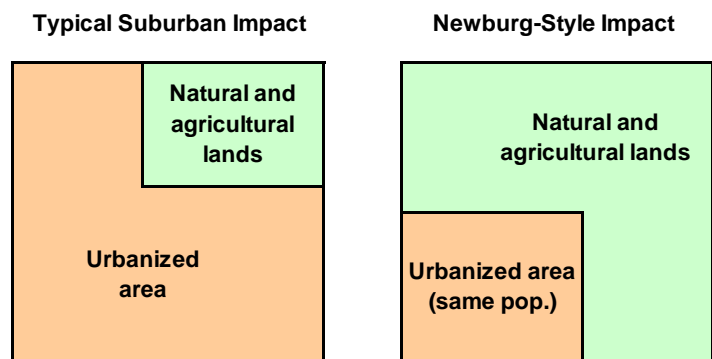 Typical Suburban Impact
Natural and
agricultural
lands
Urbanized
area
Newburg-Style Impact
Natural and
agricultural lands
Urbanized area
(same pop.)